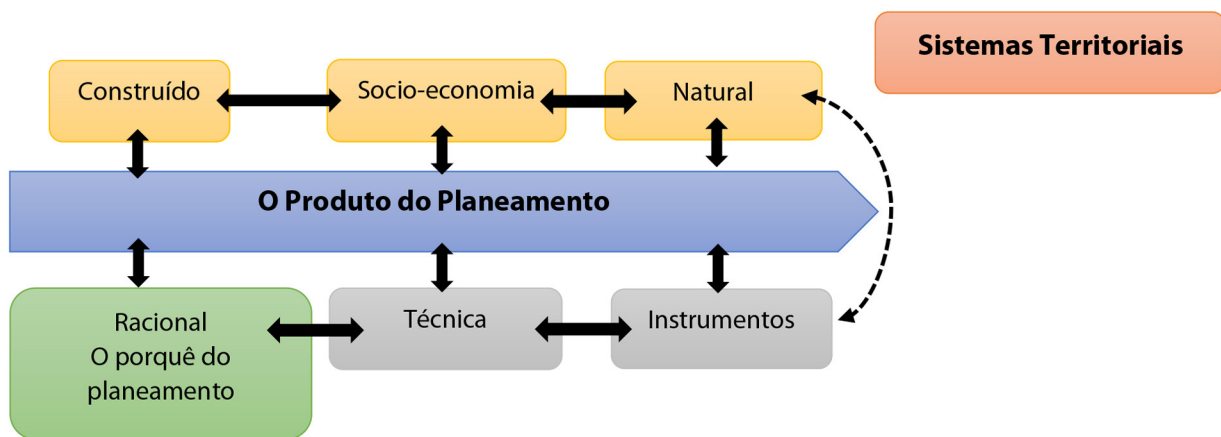 Sistemas Territoriais
Construído
Socio-economia
Natural
O Produto do Planeamento
Racional
O porquê do
planeamento
Técnica
Instrumentos